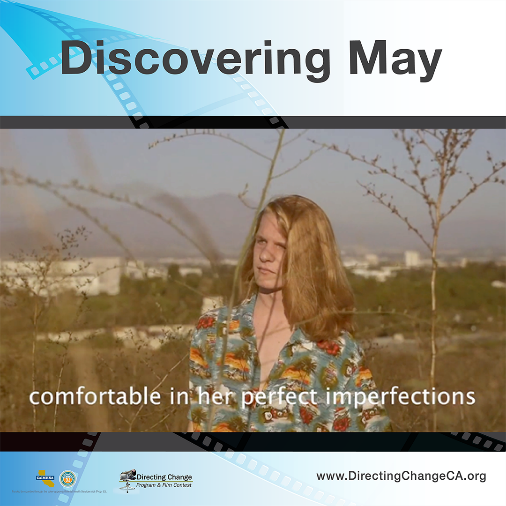 Discovering May
comfortable in her perfect imperfections
Directing Change
Program & Film Contest
www.DirectingChangeCA.org